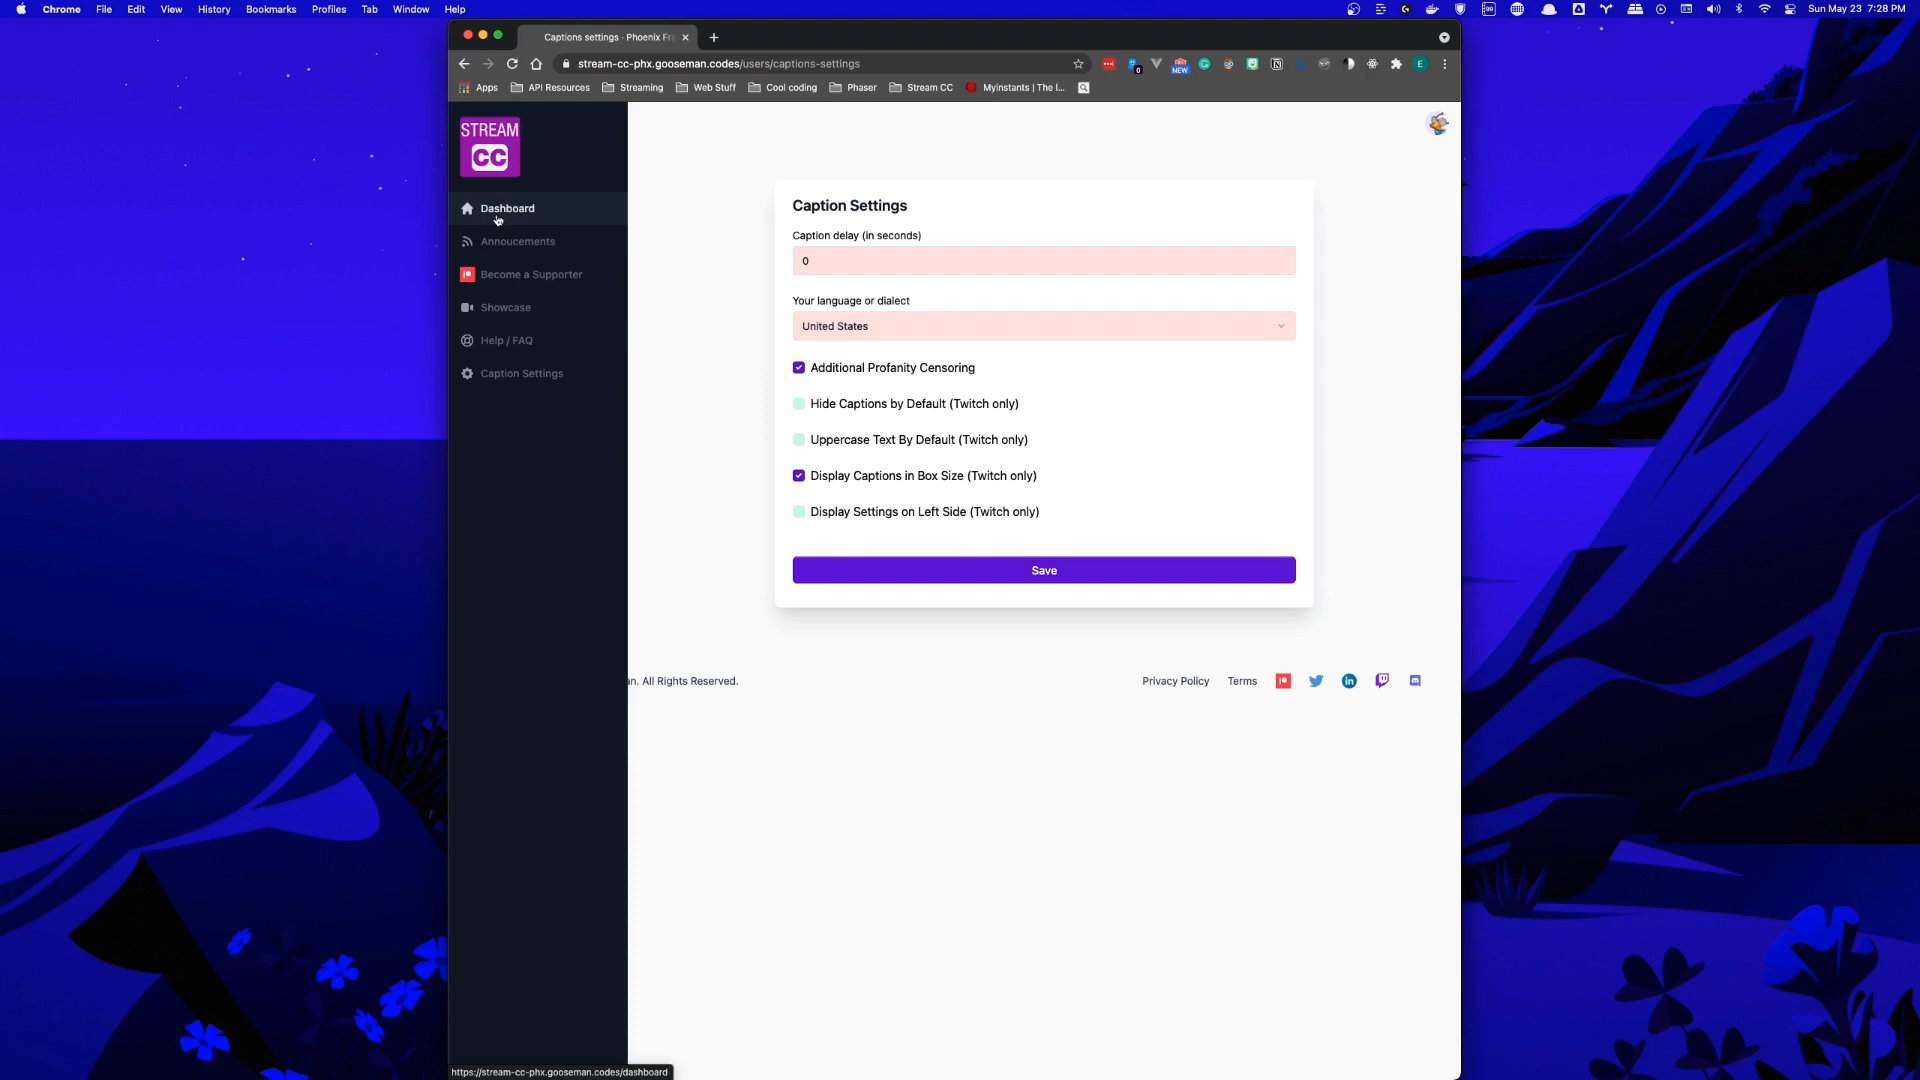 Chrome File Edit View History Bookmarks Profiles Tab Window Help
Sun May 23 7:28 PM
Captions settings · Phoenix Fr
stream-cc-phx.gooseman.codes/users/captions-settings
NEW
0
E
Apps API Resources Streaming Web Stuff Cool coding Phaser Stream CC Myinstants | The l...
STREAM
CC
Dashboard
Annoucements
Become a Supporter
Showcase
Help / FAQ
Caption Settings
Caption Settings
Caption delay (in seconds)
0
Your language or dialect
United States
Additional Profanity Censoring
Hide Captions by Default (Twitch only)
Uppercase Text By Default (Twitch only)
Display Captions in Box Size (Twitch only)
Display Settings on Left Side (Twitch only)
Save
an. All Rights Reserved.
Privacy Policy Terms
https://stream-cc-phx.gooseman.codes/dashboard